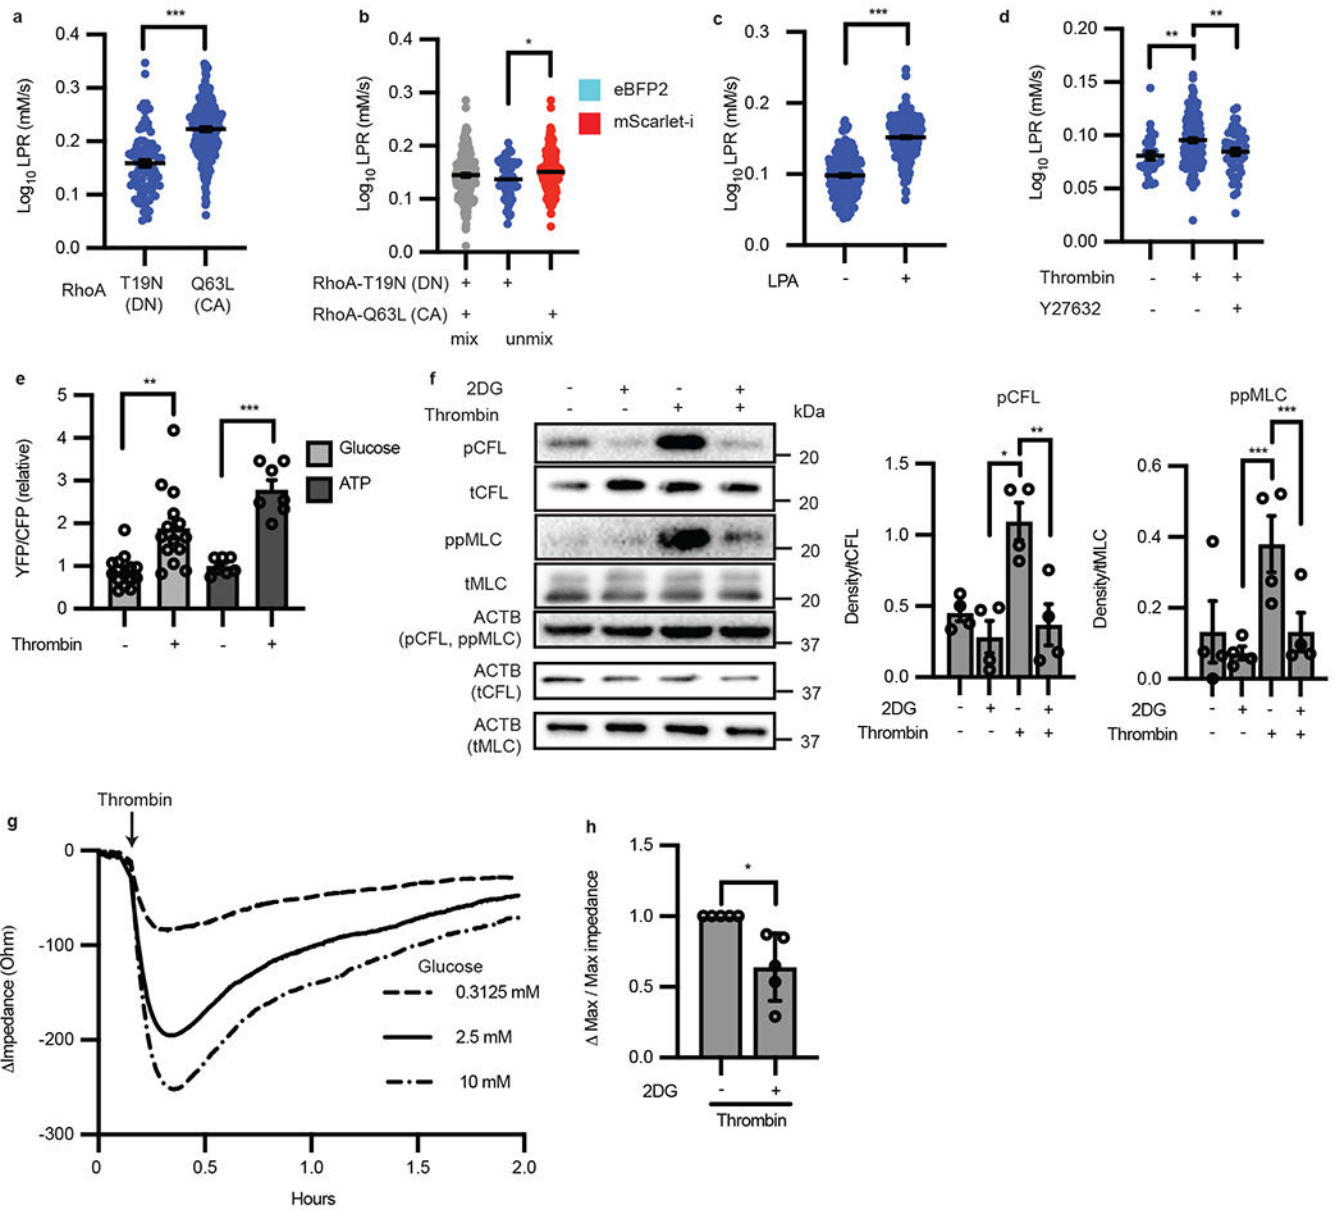 a
***
0.4
0.3
0.2
0.1
0.0
Log10 LPR (mM/s)
RhoA
T19N (DN)
Q63L (CA)
b
*
0.4
0.3
0.2
0.1
0.0
Log10 LPR (mM/s)
eBFP2
mScarlet-i
RhoA-T19N (DN) + +
RhoA-Q63L (CA) + +
mix unmix
c
***
0.3
0.2
0.1
0.0
Log10 LPR (mM/s)
LPA - +
d
** **
0.20
0.15
0.10
0.05
0.00
Log10 LPR (mM/s)
Thrombin - + +
Y27632 - - +
e
** ***
5
4
3
2
1
0
YFP/CFP (relative)
Glucose
ATP
Thrombin - + - +
f
2DG - + - +
Thrombin - - + +
kDa
pCFL 20
tCFL 20
ppMLC 20
tMLC 20
ACTB
(pCFL, ppMLC) 37
ACTB
(tCFL) 37
ACTB
(tMLC) 37
pCFL
* **
1.5
1.0
0.5
0.0
Density/tCFL
2DG - + - +
Thrombin - - + +
ppMLC
*** ***
0.6
0.4
0.2
0.0
Density/tMLC
2DG - + - +
Thrombin - - + +
g
Thrombin
0
-100
-200
-300
ΔImpedance (Ohm)
Glucose
0.3125 mM
2.5 mM
10 mM
0 0.5 1.0 1.5 2.0
Hours
h
*
1.5
1.0
0.5
0.0
Δ Max / Max impedance
2DG - +
Thrombin